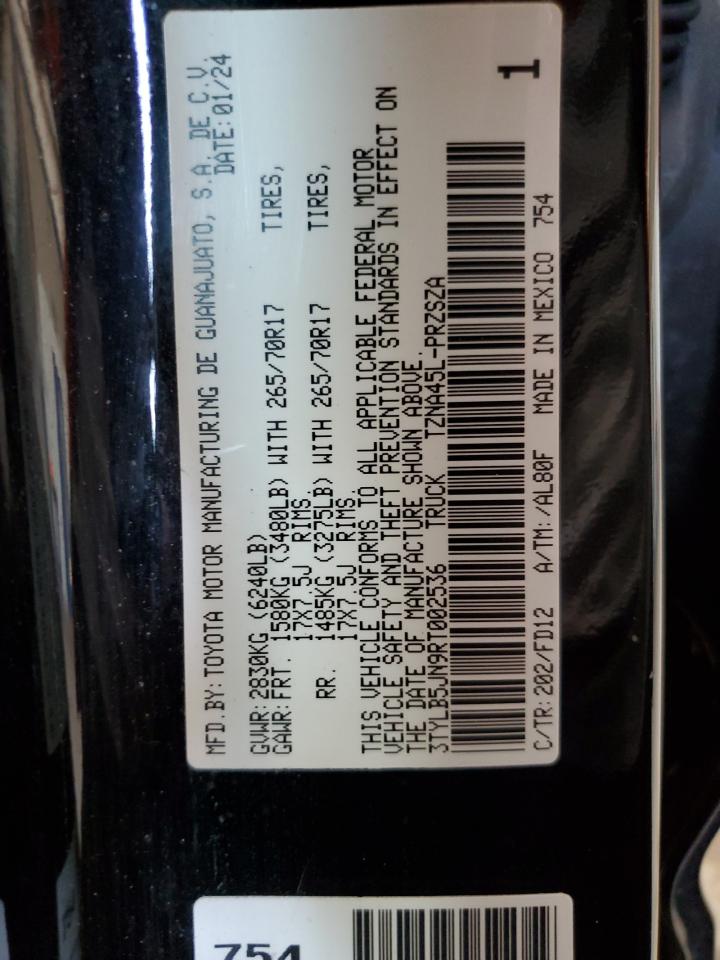 MFD.BY:TOYOTA MOTOR MANUFACTURING DE GUANAJUATO, S.A. DE C.V.
DATE:01/24
GVWR:2830KG (6240LB)
GAWR:FRT. 1580KG (3480LB) WITH 265/70R17 TIRES,
17X7.5J RIMS.
RR. 1485KG (3275LB) WITH 265/70R17 TIRES,
17X7.5J RIMS.
THIS VEHICLE CONFORMS TO ALL APPLICABLE FEDERAL MOTOR
VEHICLE SAFETY AND THEFT PREVENTION STANDARDS IN EFFECT ON
THE DATE OF MANUFACTURE SHOWN ABOVE.
3TYLB5JN9RT002536 TRUCK TZNA45L-PRZSZA
1
C/TR:202/FD12 A/TM:/AL80F MADE IN MEXICO 754
754